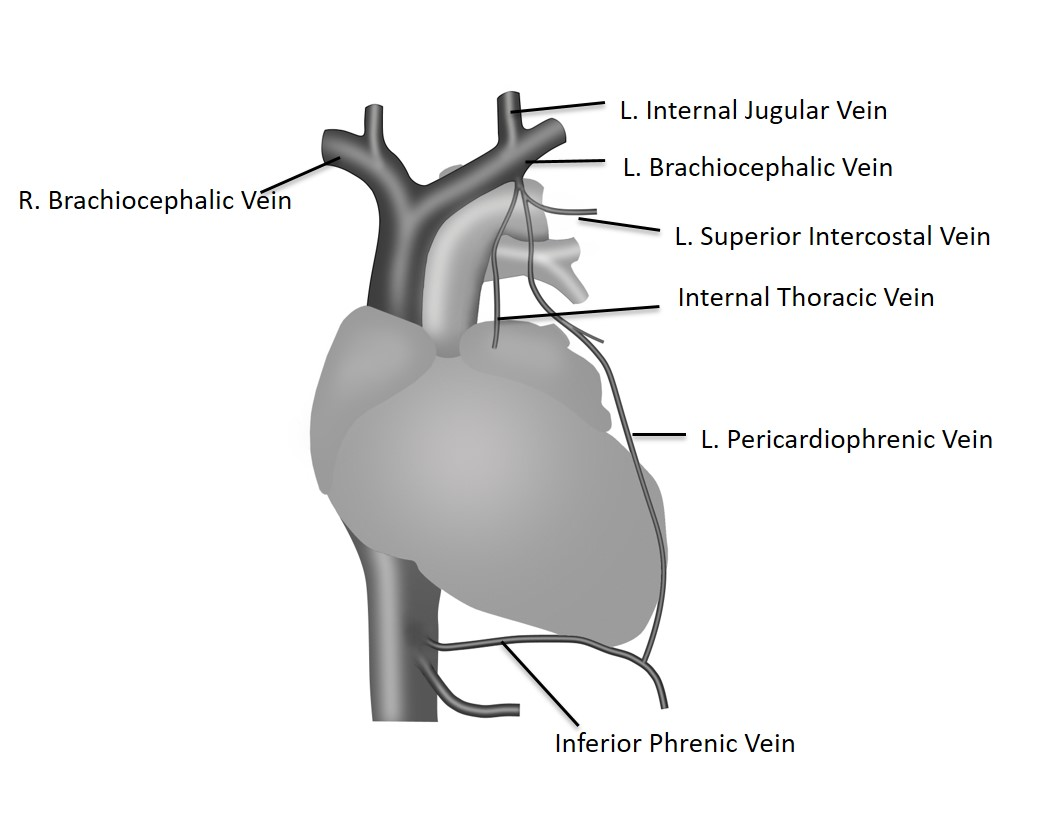 L. Internal Jugular Vein
L. Brachiocephalic Vein
R. Brachiocephalic Vein
L. Superior Intercostal Vein
Internal Thoracic Vein
L. Pericardiophrenic Vein
Inferior Phrenic Vein